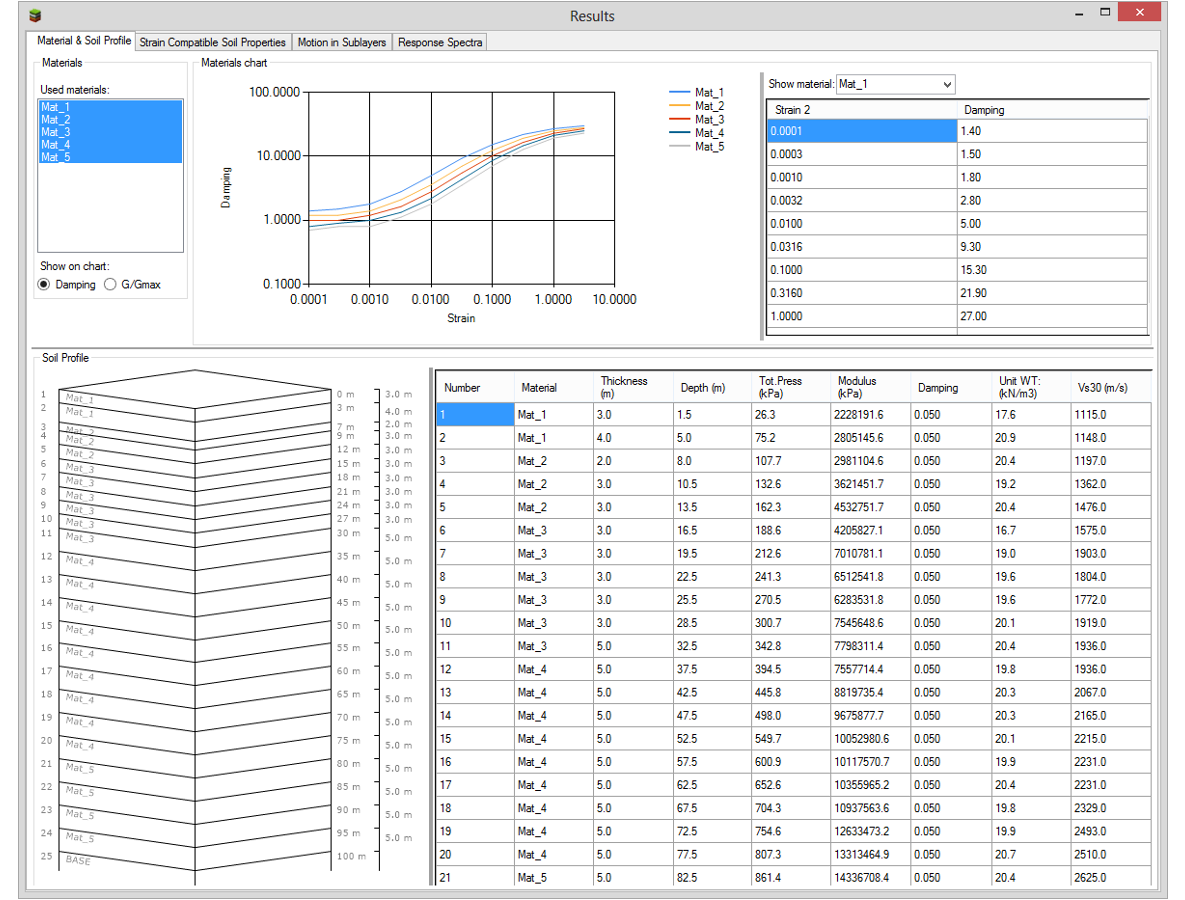 Results
Material & Soil Profile Strain Compatible Soil Properties Motion in Sublayers Response Spectra
Materials
Used materials:
Mat_1
Mat_2
Mat_3
Mat_4
Mat_5
Show on chart:
Damping G/Gmax
Materials chart
100.0000
10.0000
1.0000
0.1000
Damping
0.0001 0.0010 0.0100 0.1000 1.0000 10.0000
Strain
Mat_1
Mat_2
Mat_3
Mat_4
Mat_5
Show material: Mat_1
Strain 2 Damping
0.0001 1.40
0.0003 1.50
0.0010 1.80
0.0032 2.80
0.0100 5.00
0.0316 9.30
0.1000 15.30
0.3160 21.90
1.0000 27.00
Soil Profile
1 Mat_1 0 m 3.0 m
2 Mat_1 3 m 4.0 m
3 Mat_2 7 m 2.0 m
4 Mat_2 9 m 3.0 m
5 Mat_2 12 m 3.0 m
6 Mat_3 15 m 3.0 m
7 Mat_3 18 m 3.0 m
8 Mat_3 21 m 3.0 m
9 Mat_3 24 m 3.0 m
10 Mat_3 27 m 3.0 m
11 Mat_3 30 m 5.0 m
12 Mat_4 35 m 5.0 m
13 Mat_4 40 m 5.0 m
14 Mat_4 45 m 5.0 m
15 Mat_4 50 m 5.0 m
16 Mat_4 55 m 5.0 m
17 Mat_4 60 m 5.0 m
18 Mat_4 65 m 5.0 m
19 Mat_4 70 m 5.0 m
20 Mat_4 75 m 5.0 m
21 Mat_5 80 m 5.0 m
22 Mat_5 85 m 5.0 m
23 Mat_5 90 m 5.0 m
24 Mat_5 95 m 5.0 m
25 BASE 100 m
Number Material Thickness (m) Depth (m) Tot.Press (kPa) Modulus (kPa) Damping Unit WT: (kN/m3) Vs30 (m/s)
1 Mat_1 3.0 1.5 26.3 2228191.6 0.050 17.6 1115.0
2 Mat_1 4.0 5.0 75.2 2805145.6 0.050 20.9 1148.0
3 Mat_2 2.0 8.0 107.7 2981104.6 0.050 20.4 1197.0
4 Mat_2 3.0 10.5 132.6 3621451.7 0.050 19.2 1362.0
5 Mat_2 3.0 13.5 162.3 4532751.7 0.050 20.4 1476.0
6 Mat_3 3.0 16.5 188.6 4205827.1 0.050 16.7 1575.0
7 Mat_3 3.0 19.5 212.6 7010781.1 0.050 19.0 1903.0
8 Mat_3 3.0 22.5 241.3 6512541.8 0.050 19.6 1804.0
9 Mat_3 3.0 25.5 270.5 6283531.8 0.050 19.6 1772.0
10 Mat_3 3.0 28.5 300.7 7545648.6 0.050 20.1 1919.0
11 Mat_3 5.0 32.5 342.8 7798311.4 0.050 20.4 1936.0
12 Mat_4 5.0 37.5 394.5 7557714.4 0.050 19.8 1936.0
13 Mat_4 5.0 42.5 445.8 8819735.4 0.050 20.3 2067.0
14 Mat_4 5.0 47.5 498.0 9675877.7 0.050 20.3 2165.0
15 Mat_4 5.0 52.5 549.7 10052980.6 0.050 20.1 2215.0
16 Mat_4 5.0 57.5 600.9 10117570.7 0.050 19.9 2231.0
17 Mat_4 5.0 62.5 652.6 10355965.2 0.050 20.4 2231.0
18 Mat_4 5.0 67.5 704.3 10937563.6 0.050 19.8 2329.0
19 Mat_4 5.0 72.5 754.6 12633473.2 0.050 19.9 2493.0
20 Mat_4 5.0 77.5 807.3 13313464.9 0.050 20.7 2510.0
21 Mat_5 5.0 82.5 861.4 14336708.4 0.050 20.4 2625.0